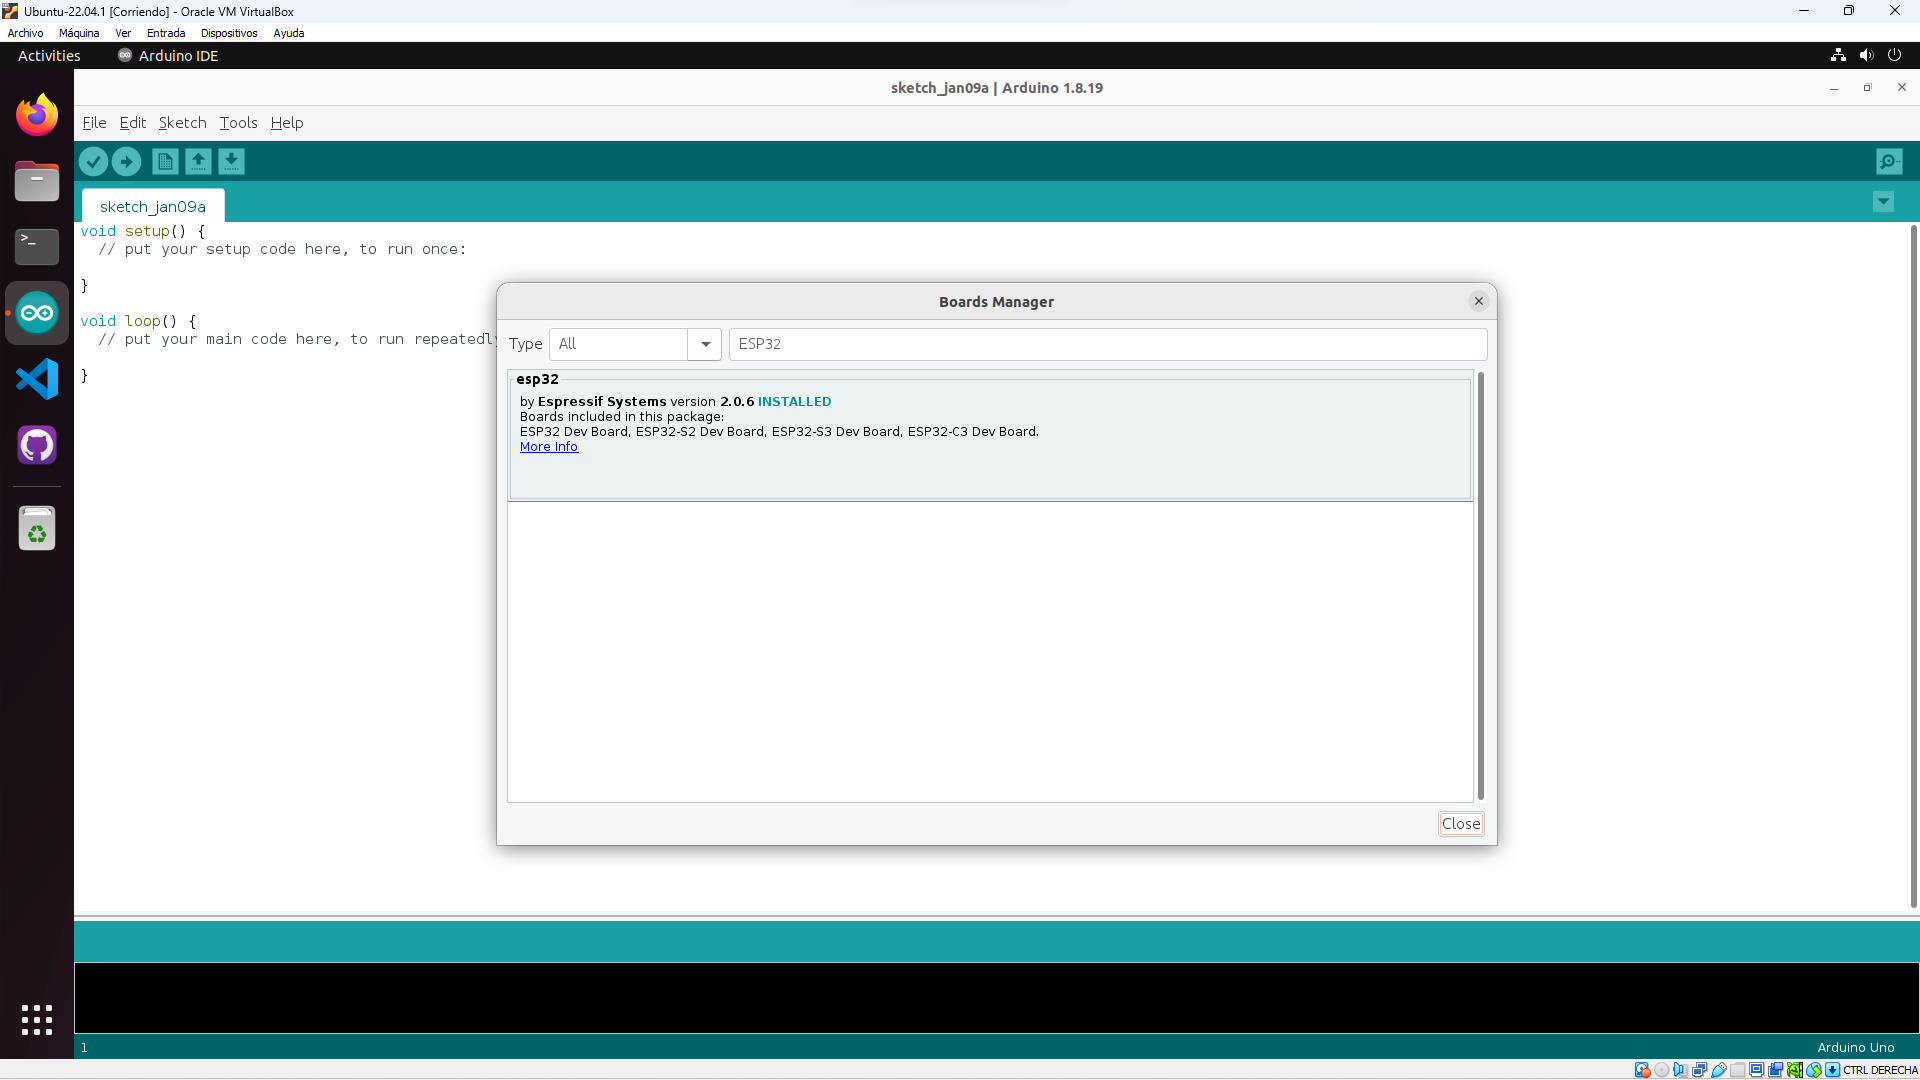 Ubuntu-22.04.1 [Corriendo] - Oracle VM VirtualBox
Archivo Máquina Ver Entrada Dispositivos Ayuda
Activities Arduino IDE
sketch_jan09a | Arduino 1.8.19
File Edit Sketch Tools Help
sketch_jan09a
void setup() {
// put your setup code here, to run once:
}
void loop() {
// put your main code here, to run repeatedly
}
Boards Manager
Type All ESP32
esp32
by Espressif Systems version 2.0.6 INSTALLED
Boards included in this package:
ESP32 Dev Board, ESP32-S2 Dev Board, ESP32-S3 Dev Board, ESP32-C3 Dev Board.
More Info
Close
1
Arduino Uno
CTRL DERECHA